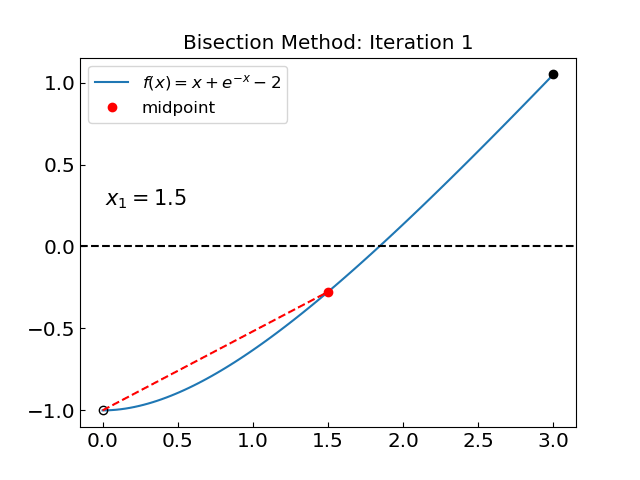 Bisection Method: Iteration 1
f(x) = x + e^{-x} − 2
midpoint
x₁ = 1.5
1.0
0.5
0.0
−0.5
−1.0
0.0 0.5 1.0 1.5 2.0 2.5 3.0